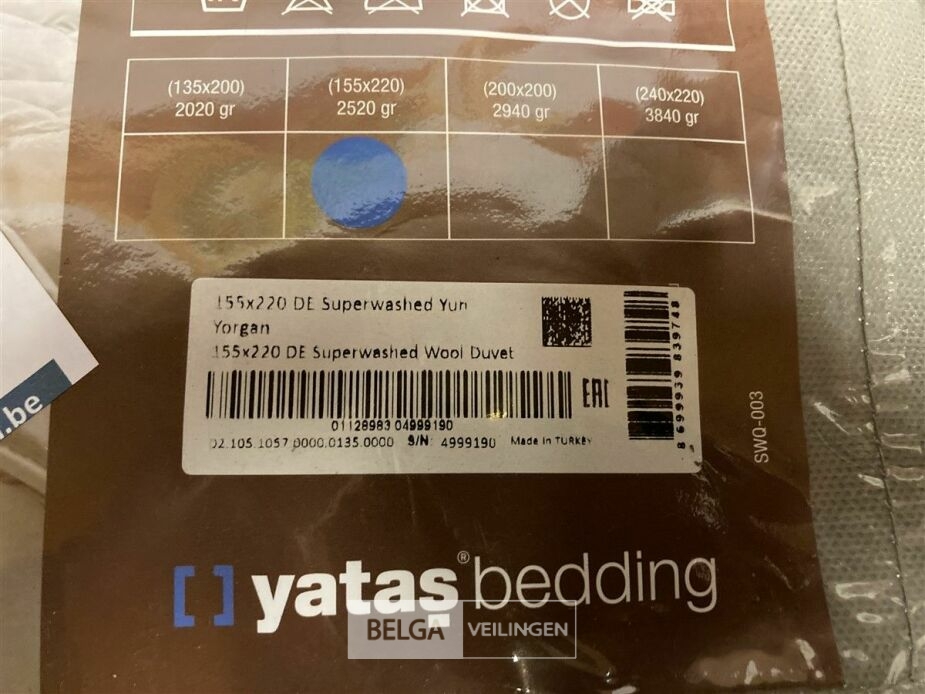 (135x200) (155x220) (200x200) (240x220)
2020 gr 2520 gr 2940 gr 3840 gr
155x220 DE Superwashed Yun
Yorgan
155x220 DE Superwashed Wool Duvet
EAC
01128983 04999190
02.105.1057.0000.0135.0000 S/N: 4999190 Made in TURKEY
8 699939 839748
SWQ-003
.be
[ ] yataş® bedding
BELGA VEILINGEN